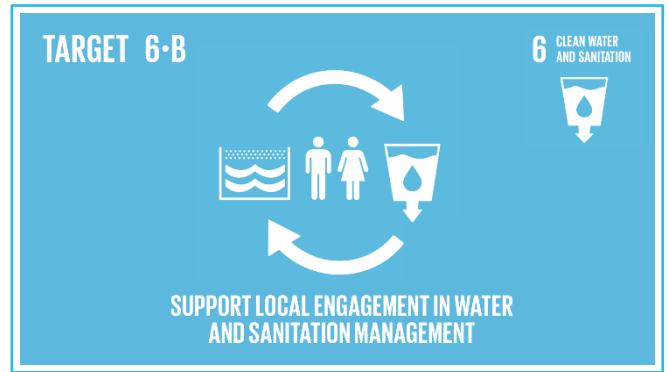 TARGET 6·B
6 CLEAN WATER
AND SANITATION
SUPPORT LOCAL ENGAGEMENT IN WATER
AND SANITATION MANAGEMENT